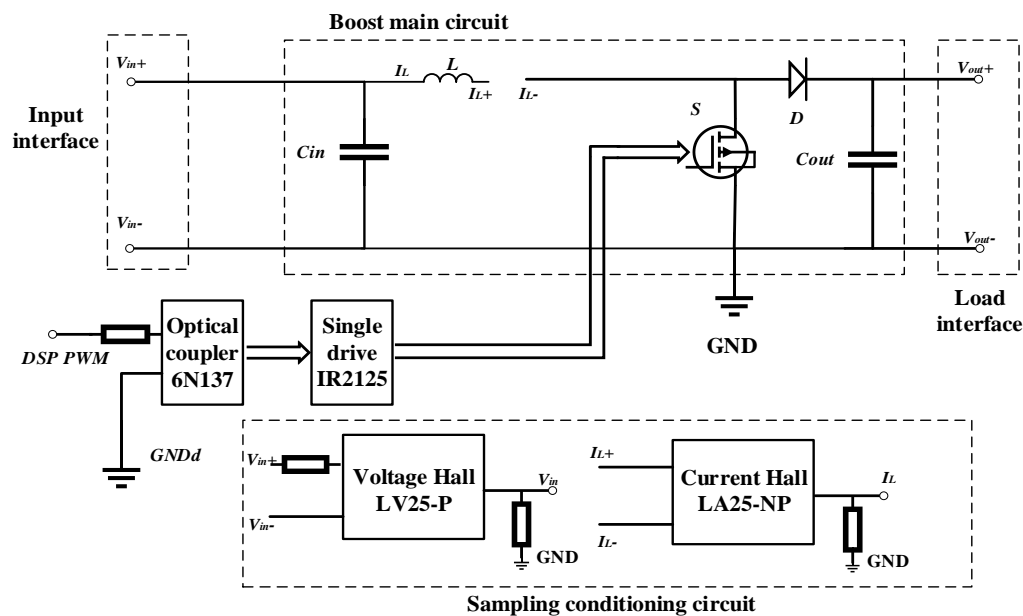 Boost main circuit
Vin+
IL
L
IL+
IL-
S
D
Vout+
Input
interface
Cin
Cout
Vin-
Vout-
Load
interface
GND
DSP PWM
Optical
coupler
6N137
Single
drive
IR2125
GNDd
Vin+
Voltage Hall
LV25-P
Vin
Vin-
GND
IL+
Current Hall
LA25-NP
IL
IL-
GND
Sampling conditioning circuit